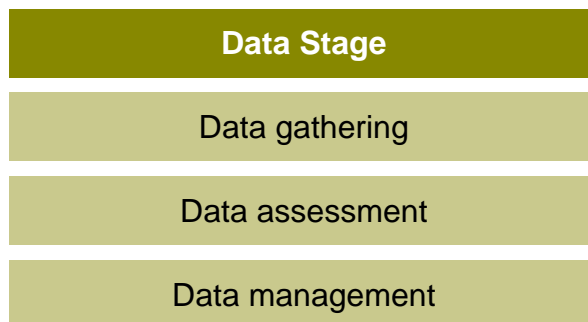 Data Stage
Data gathering
Data assessment
Data management